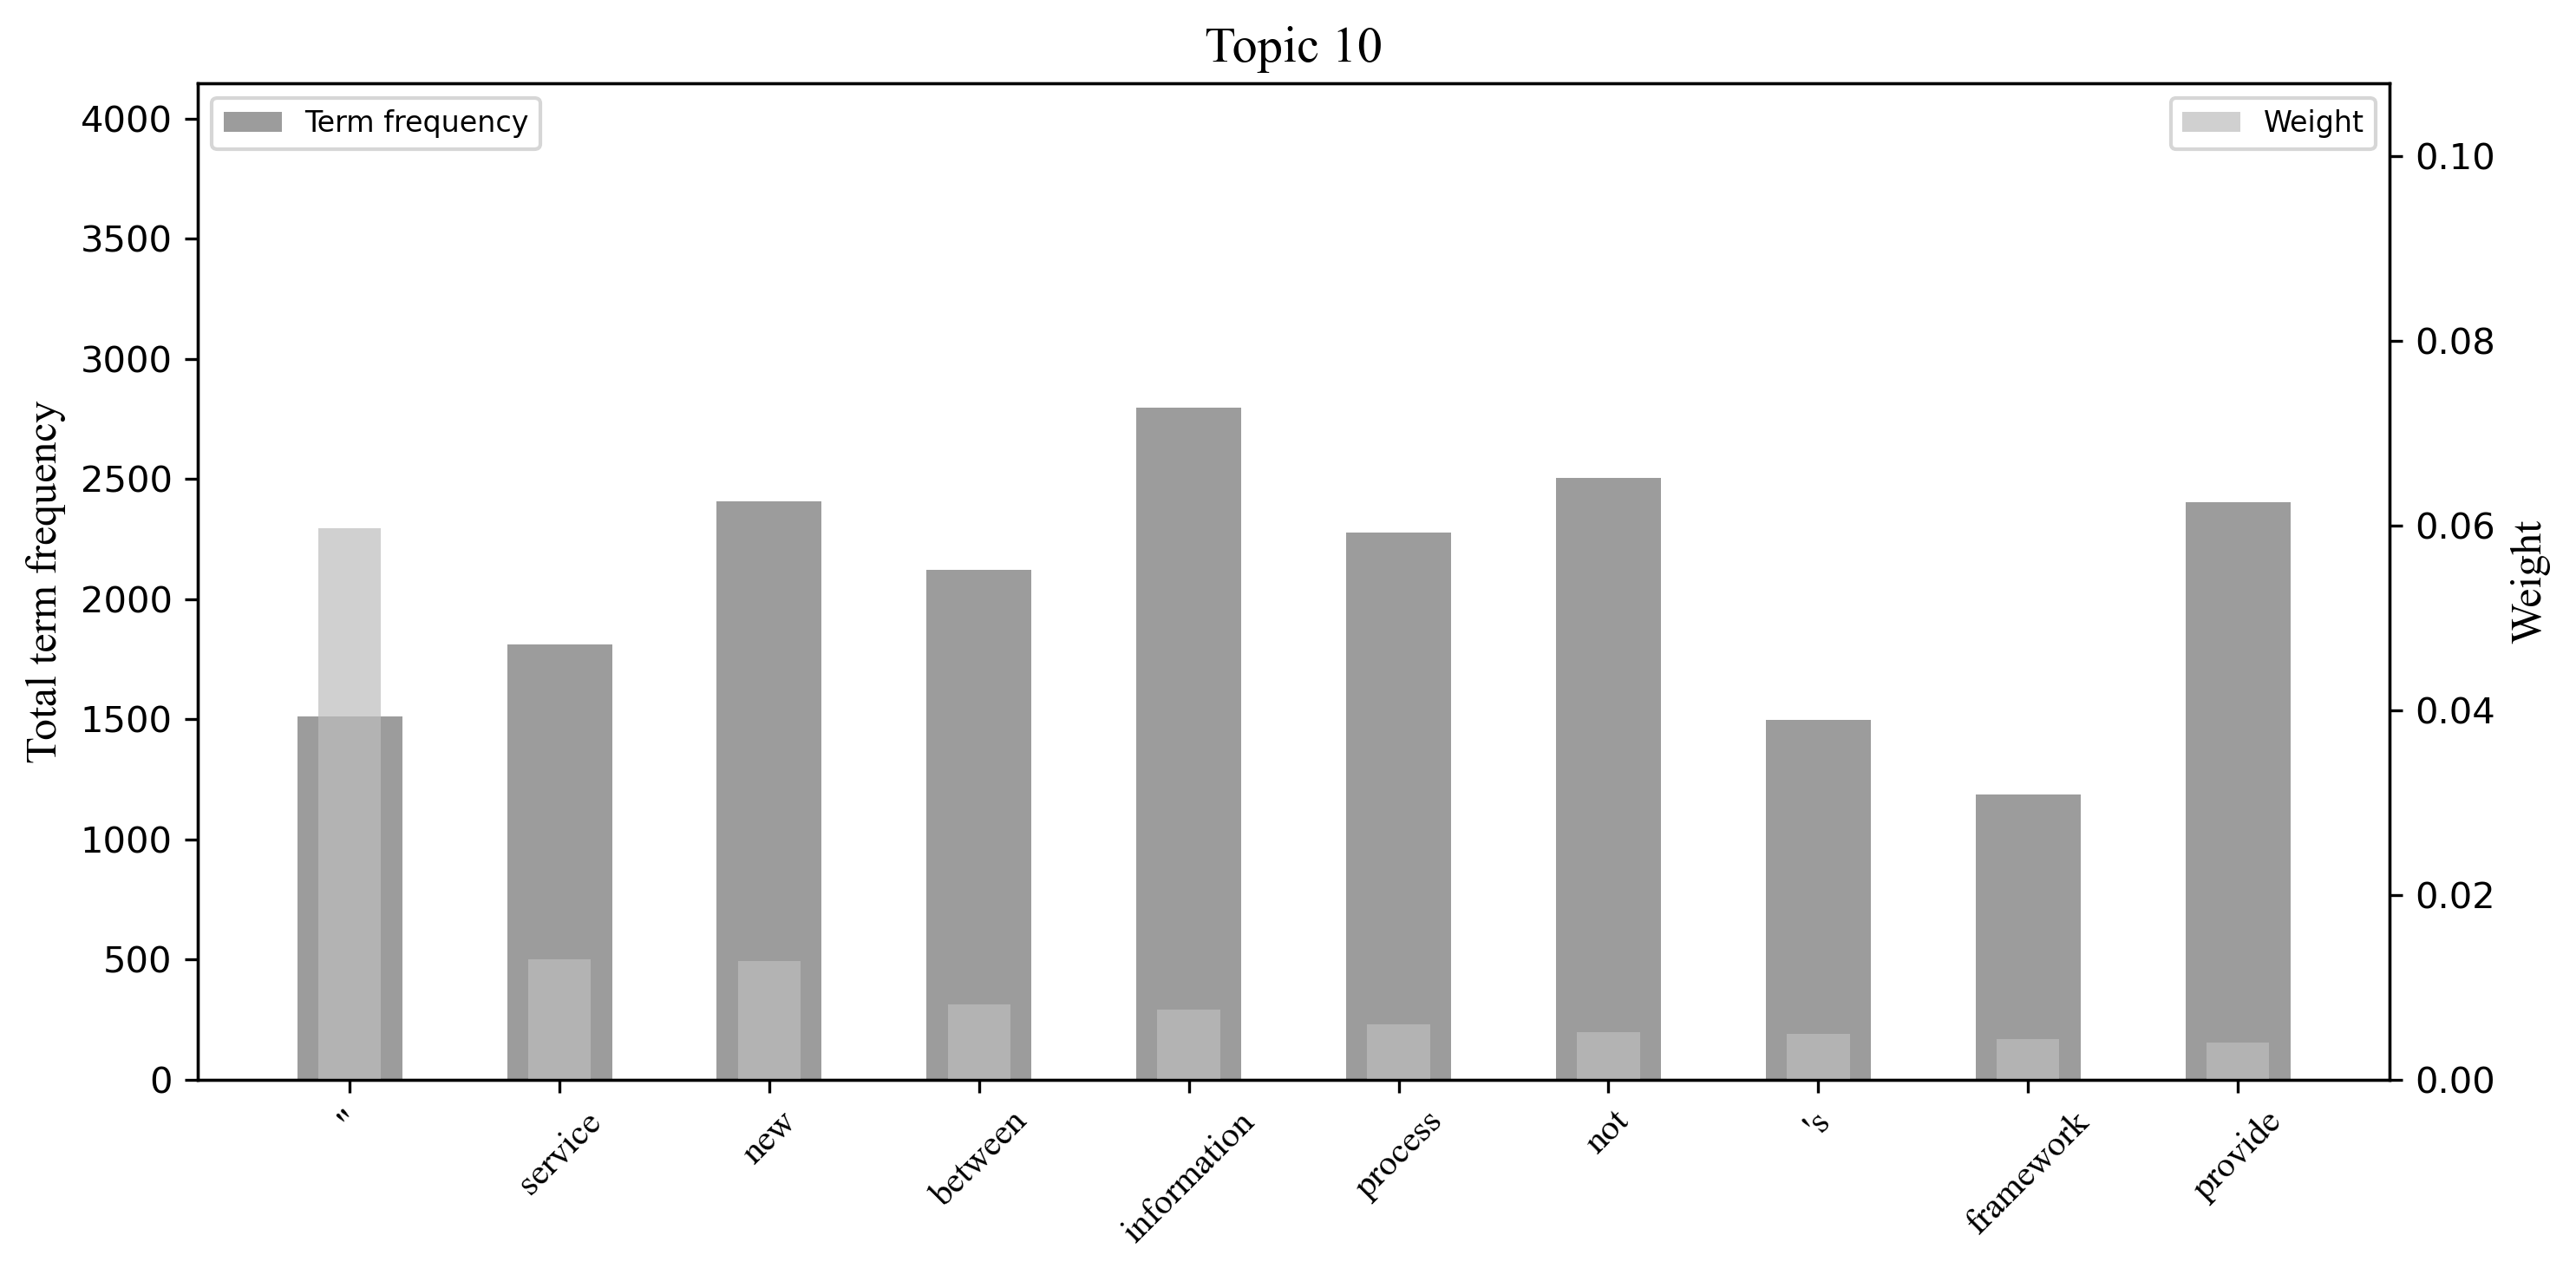 Topic 10
Term frequency
Weight
Total term frequency
4000
3500
3000
2500
2000
1500
1000
500
0
0.10
0.08
0.06
0.04
0.02
0.00
Weight
"
service
new
between
information
process
not
's
framework
provide